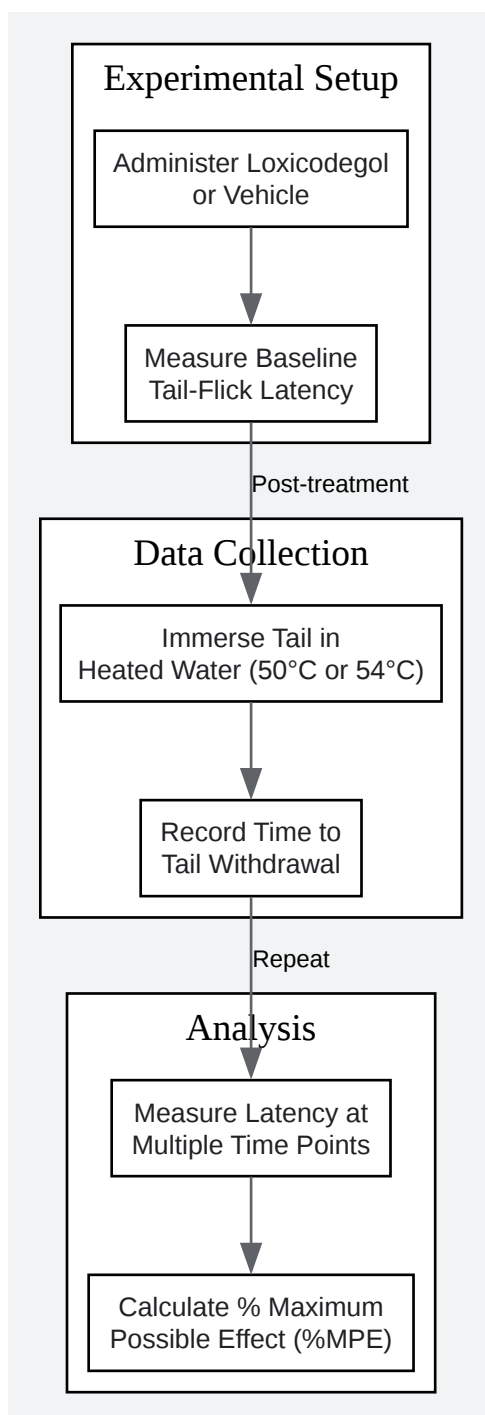 Experimental Setup
Administer Loxicodegol
or Vehicle
Measure Baseline
Tail-Flick Latency
Post-treatment
Data Collection
Immerse Tail in
Heated Water (50°C or 54°C)
Record Time to
Tail Withdrawal
Repeat
Analysis
Measure Latency at
Multiple Time Points
Calculate % Maximum
Possible Effect (%MPE)